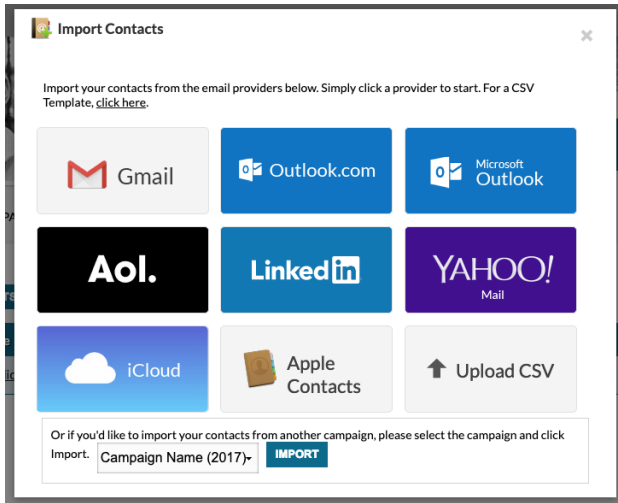 Import Contacts
Import your contacts from the email providers below. Simply click a provider to start. For a CSV
Template, click here.
Gmail
Outlook.com
Microsoft
Outlook
Aol.
Linked in
YAHOO!
Mail
iCloud
Apple
Contacts
Upload CSV
Or if you'd like to import your contacts from another campaign, please select the campaign and click
Import. Campaign Name (2017) IMPORT